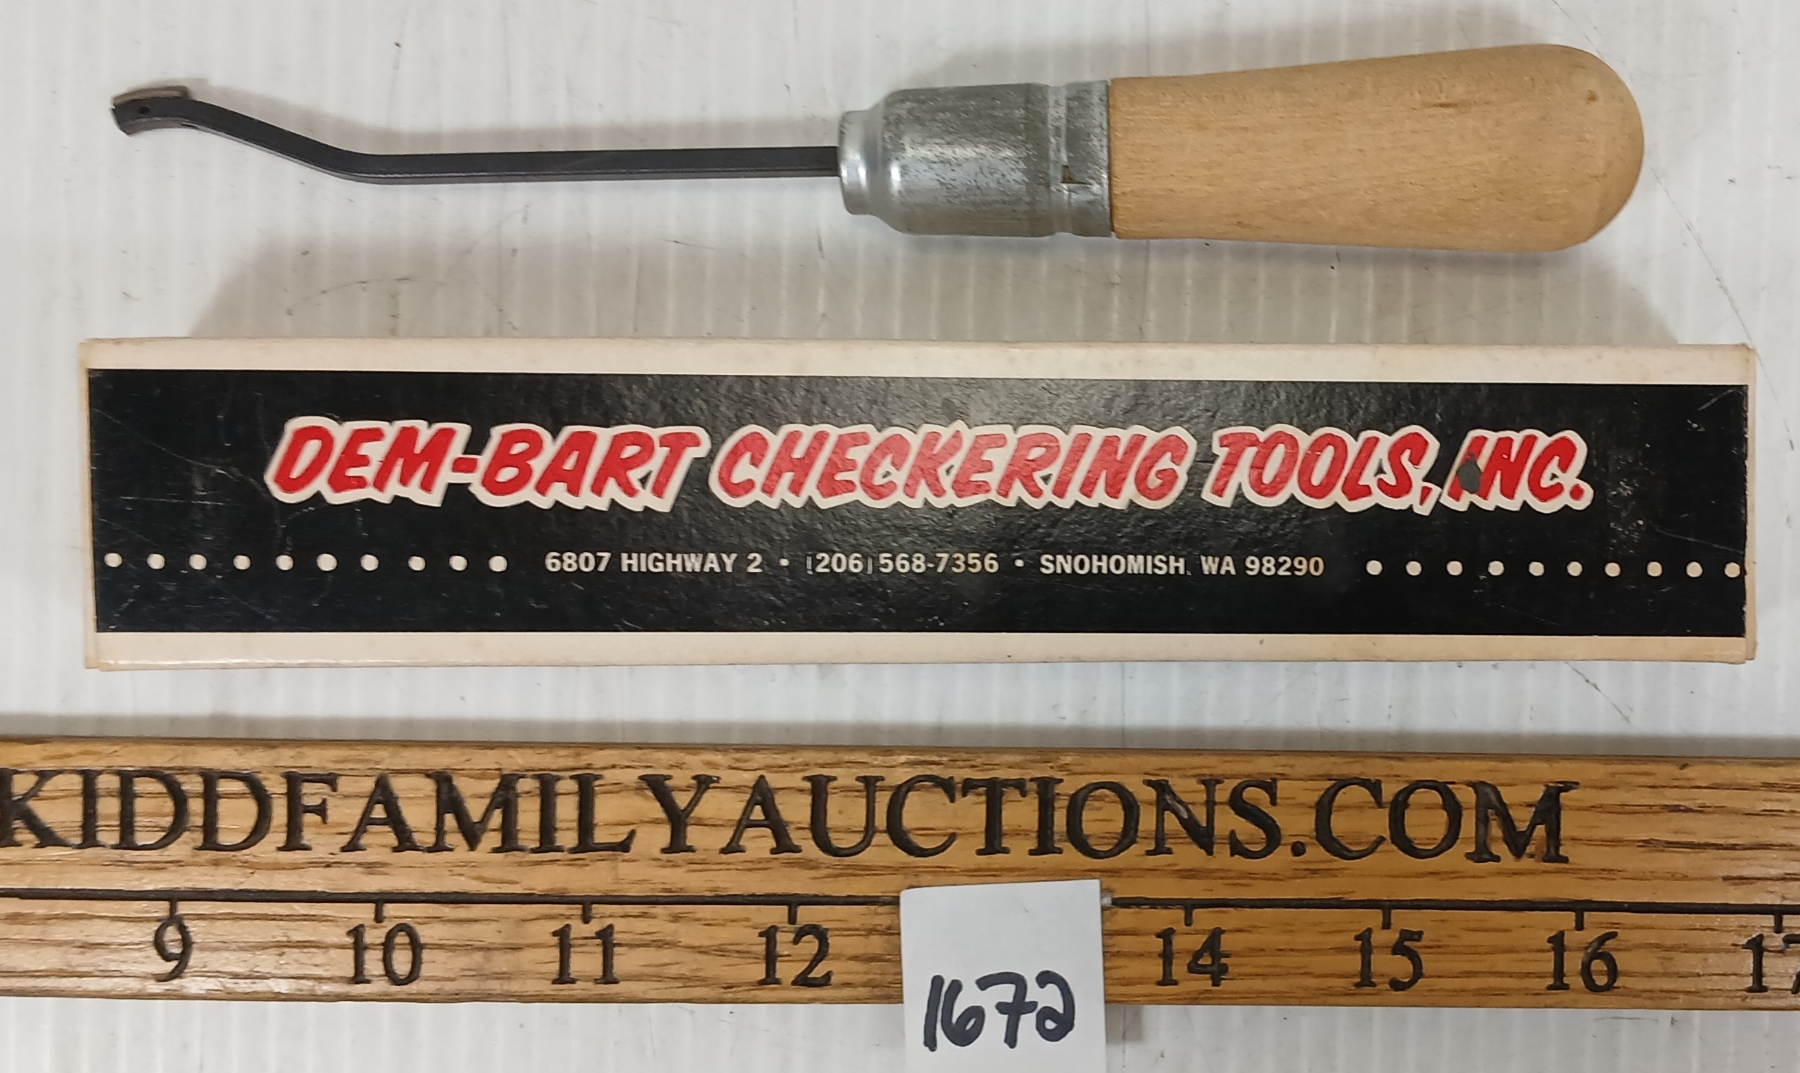 DEM-BART CHECKERING TOOLS, INC.
6807 HIGHWAY 2 • (206) 568-7356 • SNOHOMISH, WA 98290
KIDDFAMILYAUCTIONS.COM
9 10 11 12 14 15 16 17
1672